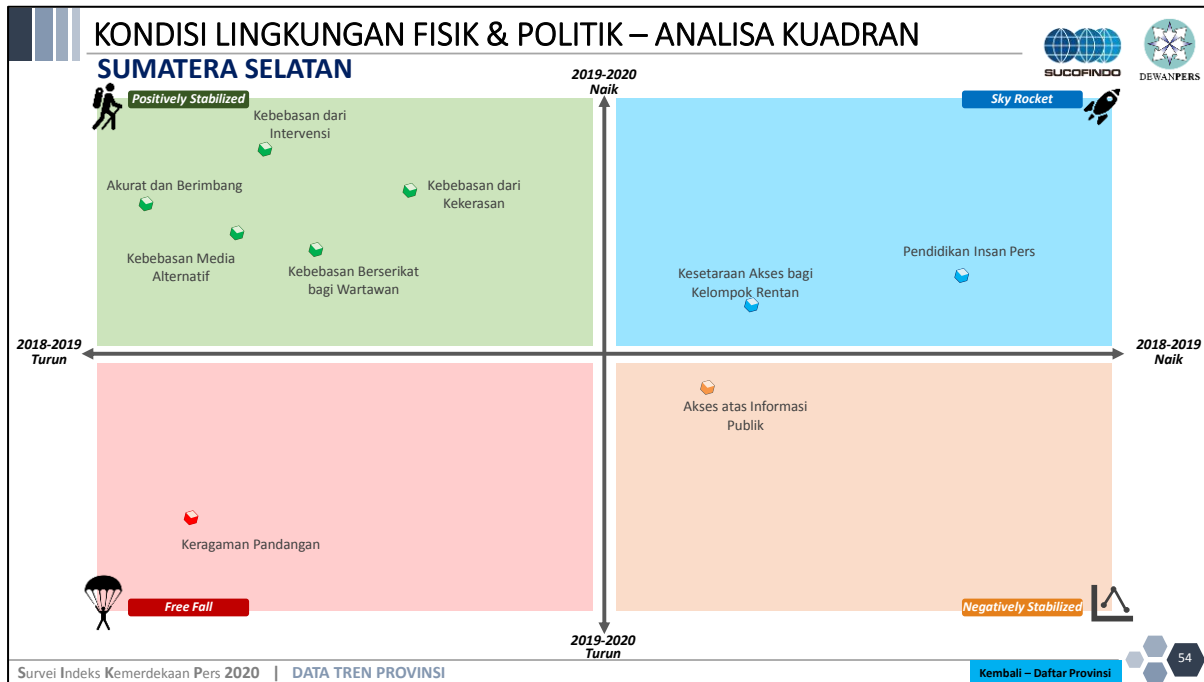 KONDISI LINGKUNGAN FISIK & POLITIK – ANALISA KUADRAN
SUMATERA SELATAN
SUCOFINDO
DEWANPERS
2019-2020
Naik
Positively Stabilized
Sky Rocket
Kebebasan dari
Intervensi
Akurat dan Berimbang
Kebebasan dari
Kekerasan
Kebebasan Media
Alternatif
Kebebasan Berserikat
bagi Wartawan
Kesetaraan Akses bagi
Kelompok Rentan
Pendidikan Insan Pers
2018-2019
Turun
2018-2019
Naik
Akses atas Informasi
Publik
Keragaman Pandangan
Free Fall
Negatively Stabilized
2019-2020
Turun
Survei Indeks Kemerdekaan Pers 2020 | DATA TREN PROVINSI
Kembali – Daftar Provinsi
54